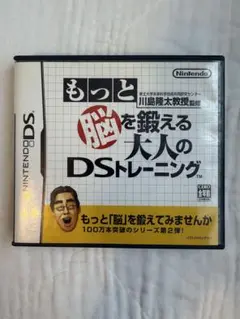 もっと
東北大学未来科学技術共同研究センター
川島隆太教授監修
Nintendo
脳を鍛える
大人の
DSトレーニング™
NINTENDO DS™
もっと「脳」を鍛えてみませんか
100万本突破のシリーズ第2弾!